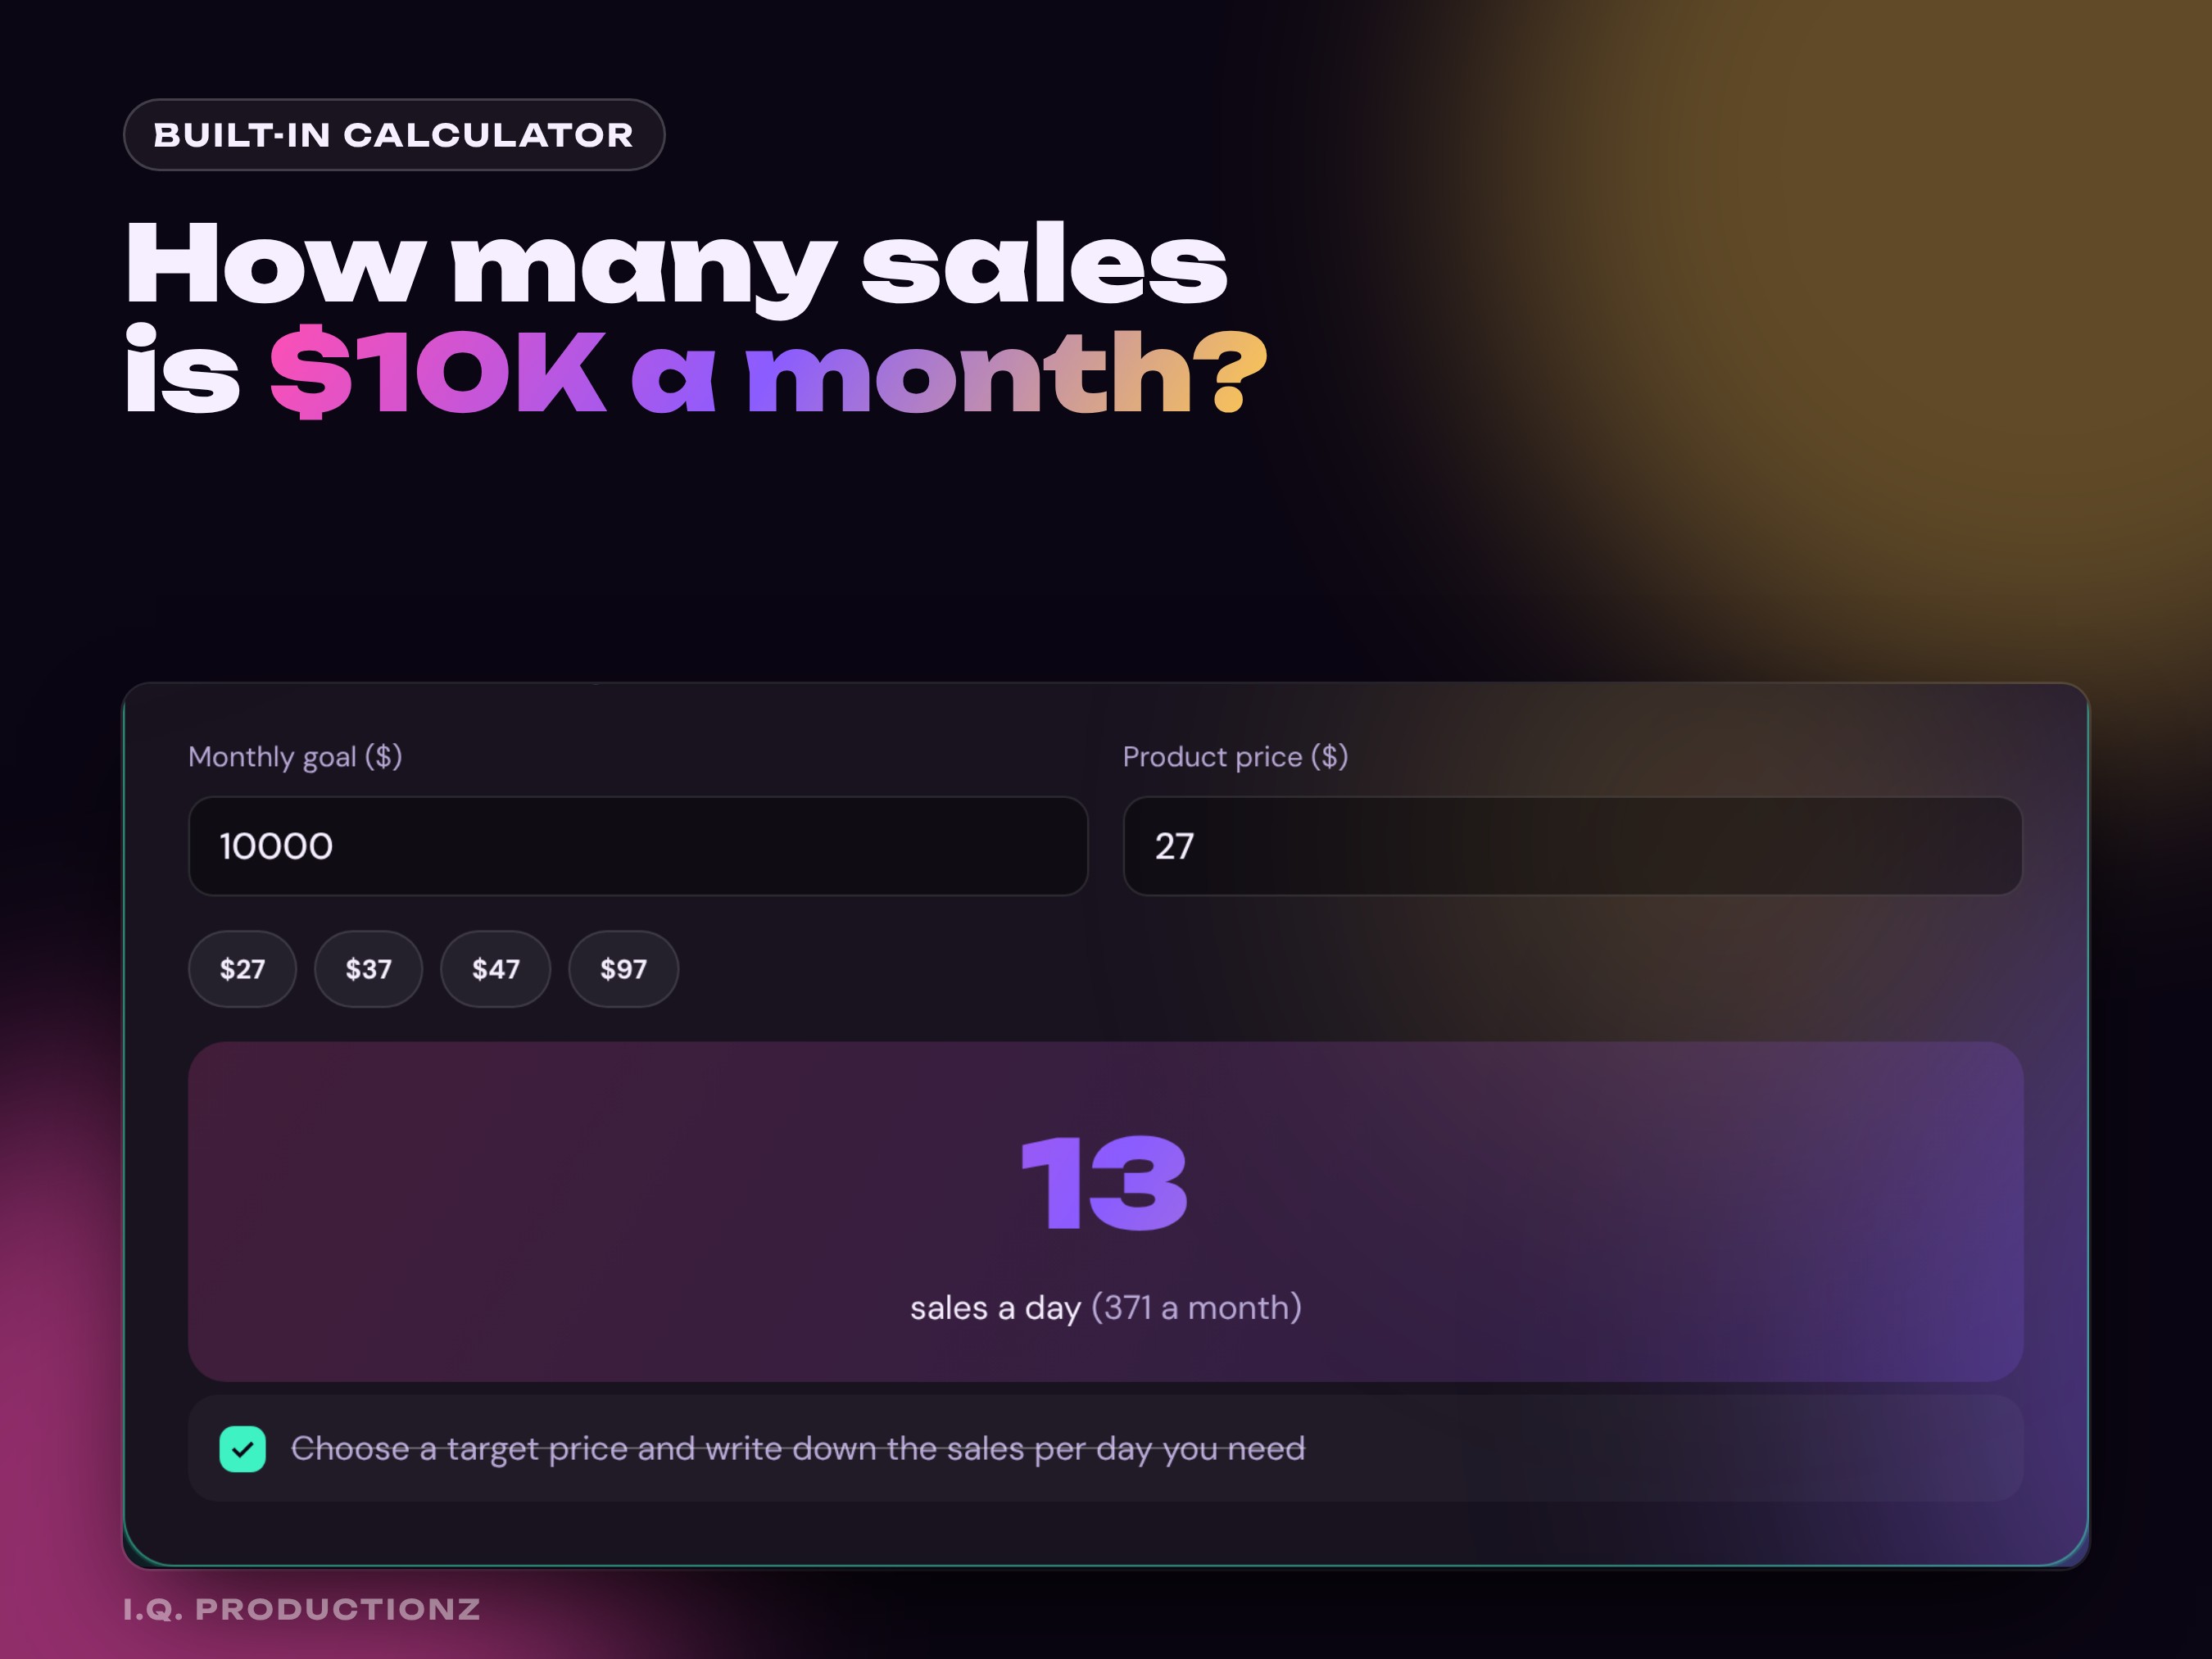 BUILT-IN CALCULATOR
How many sales
is $10K a month?
Monthly goal ($)
Product price ($)
10000
27
$27 $37 $47 $97
13
sales a day (371 a month)
Choose a target price and write down the sales per day you need
I.Q. PRODUCTIONZ